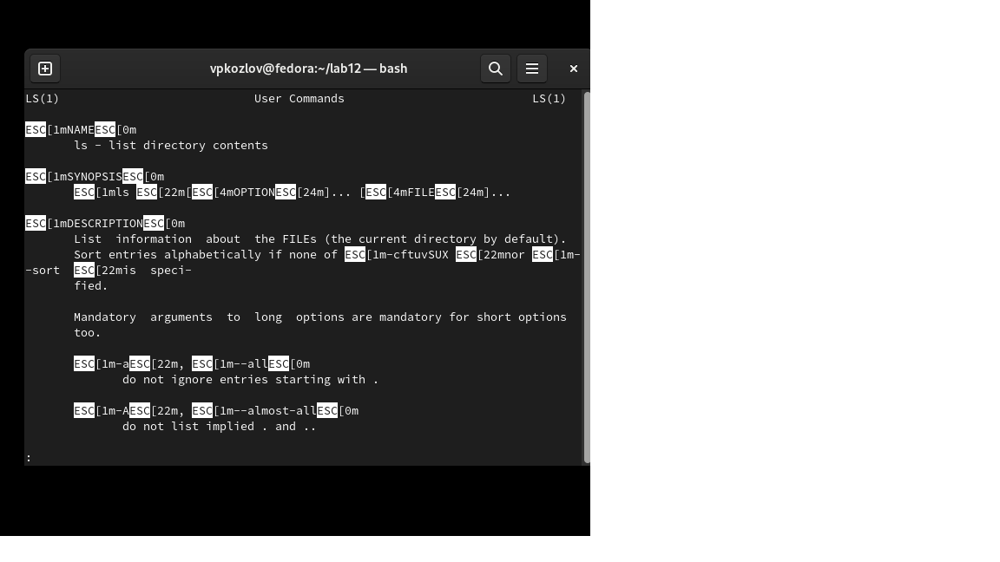 vpkozlov@fedora:~/lab12 — bash
LS(1) User Commands LS(1)
ESC[1mNAMEESC[0m
ls - list directory contents
ESC[1mSYNOPSISESC[0m
ESC[1mls ESC[22m[ESC[4mOPTIONESC[24m]... [ESC[4mFILEESC[24m]...
ESC[1mDESCRIPTIONESC[0m
List information about the FILEs (the current directory by default).
Sort entries alphabetically if none of ESC[1m-cftuvSUX ESC[22mnor ESC[1m-
-sort ESC[22mis speci-
fied.
Mandatory arguments to long options are mandatory for short options
too.
ESC[1m-aESC[22m, ESC[1m--allESC[0m
do not ignore entries starting with .
ESC[1m-AESC[22m, ESC[1m--almost-allESC[0m
do not list implied . and ..
: